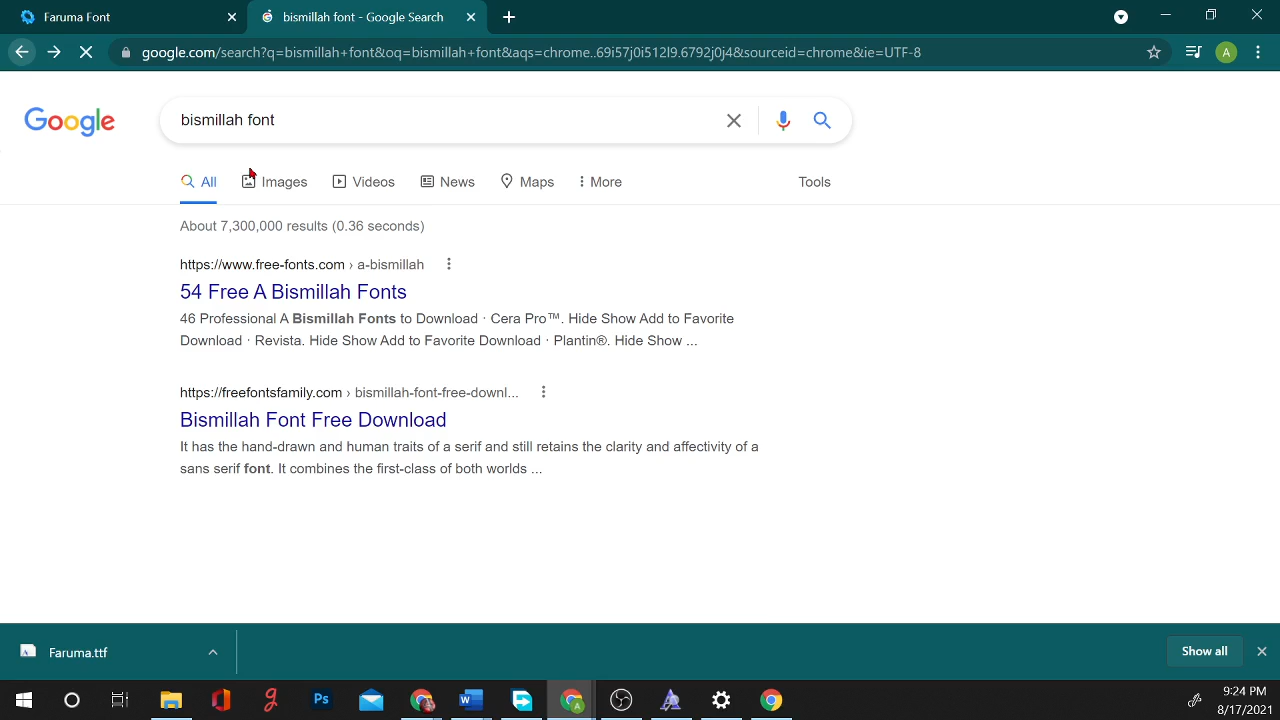 Faruma Font
bismillah font - Google Search
google.com/search?q=bismillah+font&oq=bismillah+font&aqs=chrome..69i57j0i512l9.6792j0j4&sourceid=chrome&ie=UTF-8
A
Google
bismillah font
All
Images
Videos
News
Maps
More
Tools
About 7,300,000 results (0.36 seconds)
https://www.free-fonts.com › a-bismillah
54 Free A Bismillah Fonts
46 Professional A Bismillah Fonts to Download · Cera Pro™. Hide Show Add to Favorite
Download · Revista. Hide Show Add to Favorite Download · Plantin®. Hide Show ...
https://freefontsfamily.com › bismillah-font-free-downl...
Bismillah Font Free Download
It has the hand-drawn and human traits of a serif and still retains the clarity and affectivity of a
sans serif font. It combines the first-class of both worlds ...
Faruma.ttf
Show all
Ps
W
A
9:24 PM
8/17/2021